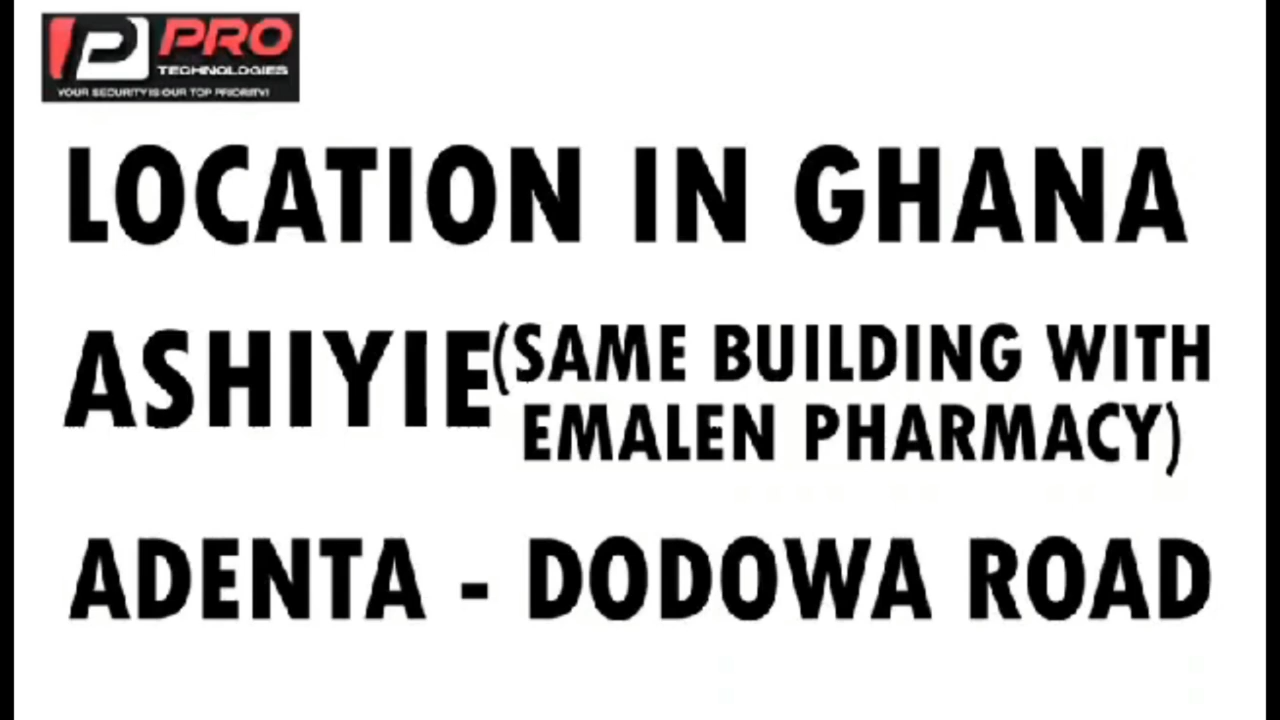 PRO
TECHNOLOGIES
YOUR SECURITY IS OUR TOP PRIORITY!
LOCATION IN GHANA
ASHIYIE (SAME BUILDING WITH
EMALEN PHARMACY)
ADENTA - DODOWA ROAD